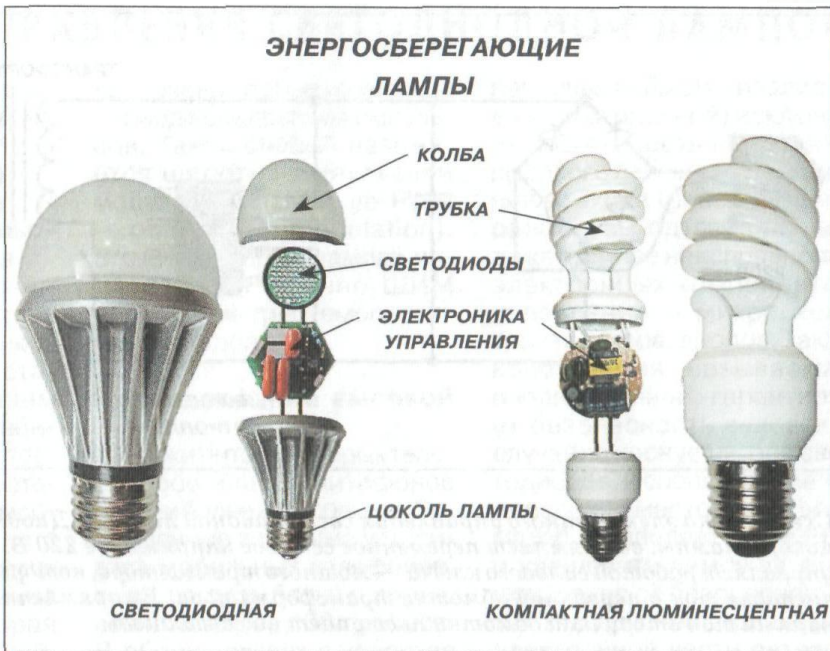 ЭНЕРГОСБЕРЕГАЮЩИЕ
ЛАМПЫ
КОЛБА
ТРУБКА
СВЕТОДИОДЫ
ЭЛЕКТРОНИКА
УПРАВЛЕНИЯ
ЦОКОЛЬ ЛАМПЫ
СВЕТОДИОДНАЯ
КОМПАКТНАЯ ЛЮМИНЕСЦЕНТНАЯ